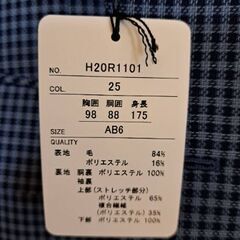 NO. H20R1101
COL. 25
胸囲 胴囲 身長
98 88 175
SIZE AB6
QUALITY
表地 毛 84%
ポリエステル 16%
裏地 胴裏 ポリエステル 100%
袖裏
上部(ストレッチ部分)
ポリエステル 65%
複合繊維
(ポリエステル) 35%
下部 ポリエステル 100%